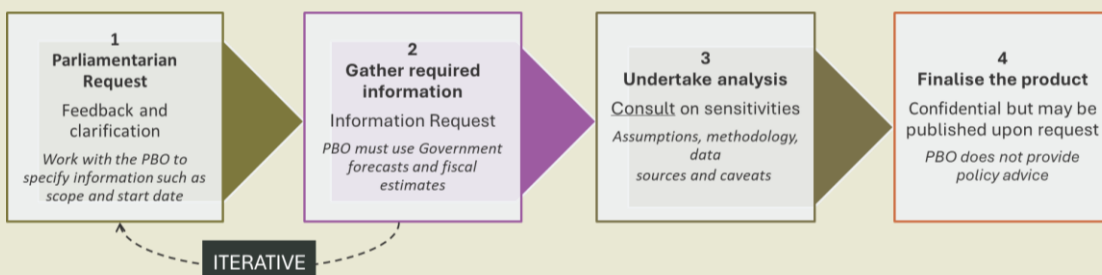 1
Parliamentarian
Request
Feedback and
clarification
Work with the PBO to
specify information such as
scope and start date
2
Gather required
information
Information Request
PBO must use Government
forecasts and fiscal
estimates
3
Undertake analysis
Consult on sensitivities
Assumptions, methodology,
data
sources and caveats
4
Finalise the product
Confidential but may be
published upon request
PBO does not provide
policy advice
ITERATIVE